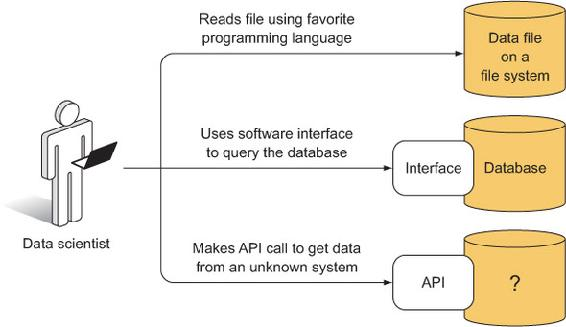 Reads file using favorite
programming language
Data file
on a
file system
Uses software interface
to query the database
Interface
Database
Data scientist
Makes API call to get data
from an unknown system
API
?